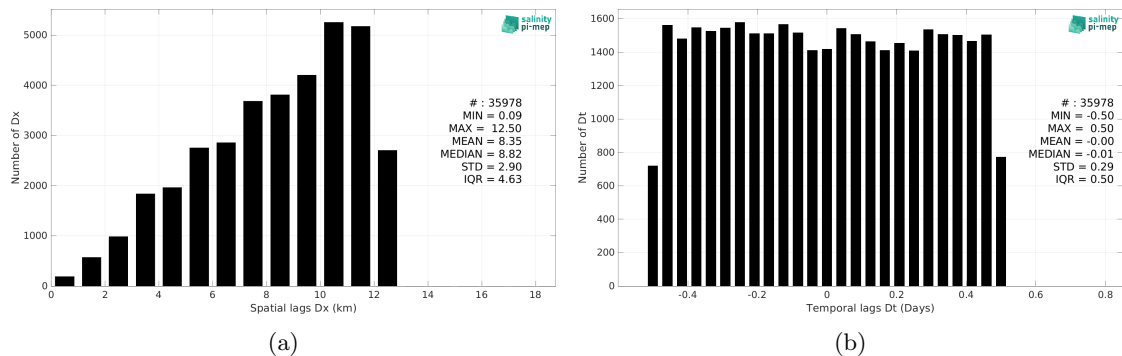 salinity
pi-mep
5000
4000
3000
2000
1000
0
Number of Dx
# : 35978
MIN = 0.09
MAX = 12.50
MEAN = 8.35
MEDIAN = 8.82
STD = 2.90
IQR = 4.63
0 2 4 6 8 10 12 14 16 18
Spatial lags Dx (km)
(a)
salinity
pi-mep
1600
1400
1200
1000
800
600
400
200
0
Number of Dt
# : 35978
MIN = -0.50
MAX = 0.50
MEAN = -0.00
MEDIAN = -0.01
STD = 0.29
IQR = 0.50
-0.4 -0.2 0 0.2 0.4 0.6 0.8
Temporal lags Dt (Days)
(b)